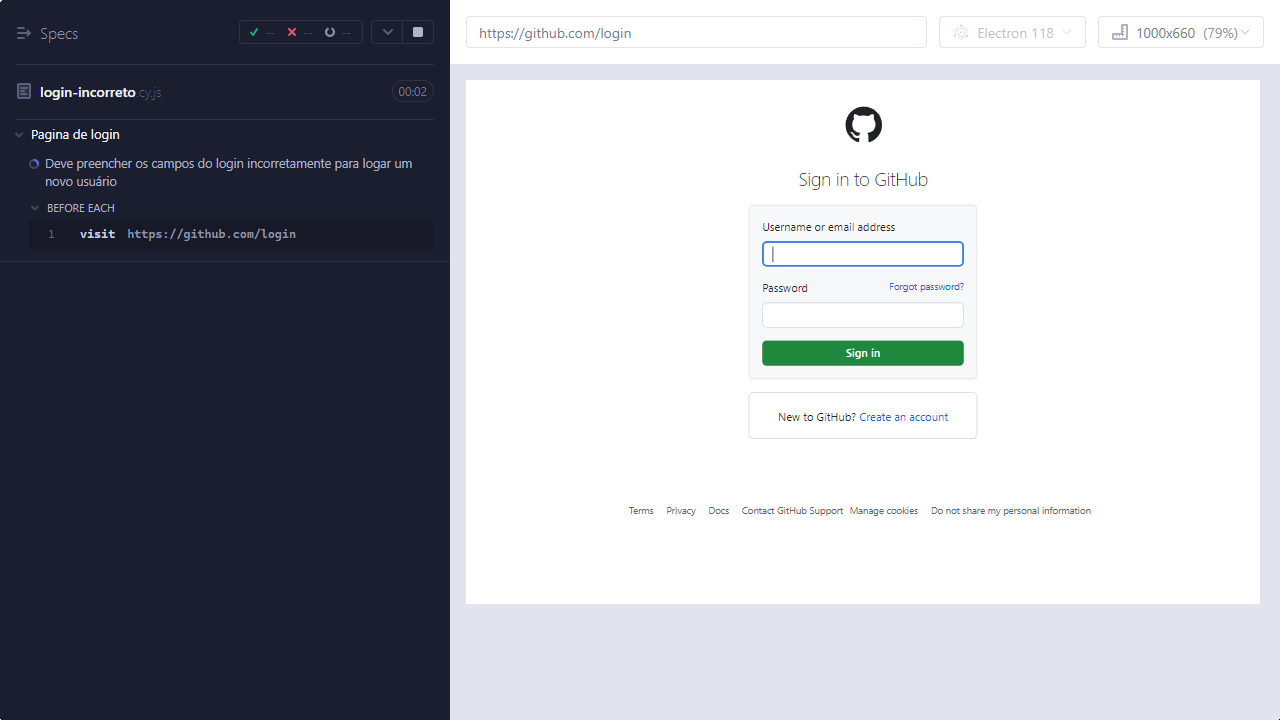 Specs
-- -- --
login-incorreto.cy.js 00:02
Pagina de login
Deve preencher os campos do login incorretamente para logar um
novo usuário
BEFORE EACH
1 visit https://github.com/login
https://github.com/login
Electron 118
1000x660 (79%)
Sign in to GitHub
Username or email address
Password Forgot password?
Sign in
New to GitHub? Create an account
Terms Privacy Docs Contact GitHub Support Manage cookies Do not share my personal information